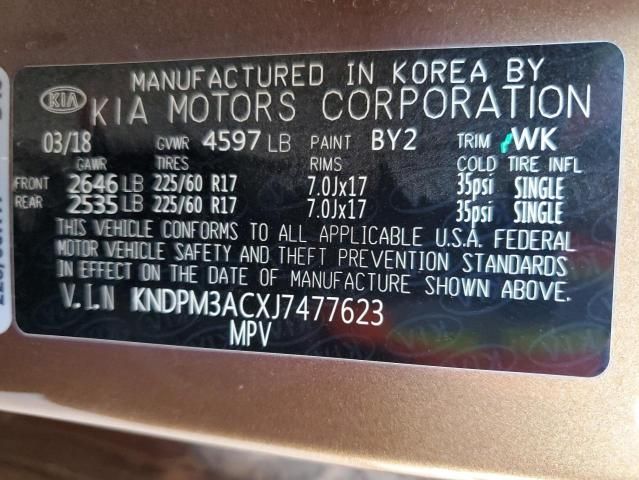 KIA MANUFACTURED IN KOREA BY
KIA MOTORS CORPORATION
03/18 GVWR 4597 LB PAINT BY2 TRIM WK
GAWR TIRES RIMS COLD TIRE INFL
FRONT 2646 LB 225/60 R17 7.0Jx17 35psi SINGLE
REAR 2535 LB 225/60 R17 7.0Jx17 35psi SINGLE
THIS VEHICLE CONFORMS TO ALL APPLICABLE U.S.A. FEDERAL
MOTOR VEHICLE SAFETY AND THEFT PREVENTION STANDARDS
IN EFFECT ON THE DATE OF MANUFACTURE SHOWN ABOVE.
V.I.N KNDPM3ACXJ7477623
MPV